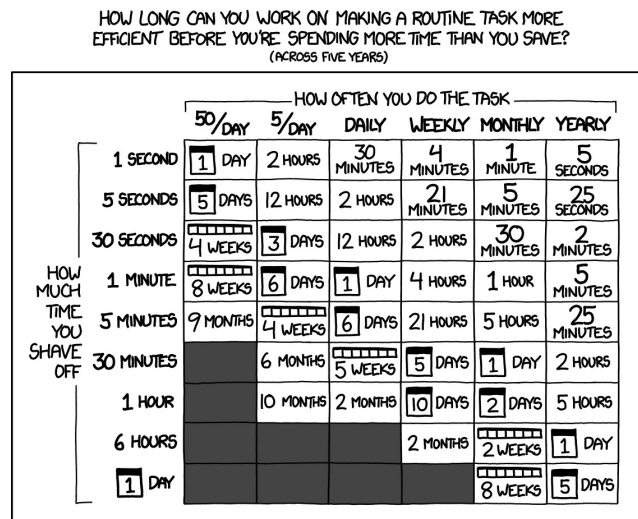 HOW LONG CAN YOU WORK ON MAKING A ROUTINE TASK MORE
EFFICIENT BEFORE YOU'RE SPENDING MORE TIME THAN YOU SAVE?
(ACROSS FIVE YEARS)
HOW OFTEN YOU DO THE TASK
50/DAY 5/DAY DAILY WEEKLY MONTHLY YEARLY
HOW MUCH TIME YOU SHAVE OFF
1 SECOND 1 DAY 2 HOURS 30 MINUTES 4 MINUTES 1 MINUTE 5 SECONDS
5 SECONDS 5 DAYS 12 HOURS 2 HOURS 21 MINUTES 5 MINUTES 25 SECONDS
30 SECONDS 4 WEEKS 3 DAYS 12 HOURS 2 HOURS 30 MINUTES 2 MINUTES
1 MINUTE 8 WEEKS 6 DAYS 1 DAY 4 HOURS 1 HOUR 5 MINUTES
5 MINUTES 9 MONTHS 4 WEEKS 6 DAYS 21 HOURS 5 HOURS 25 MINUTES
30 MINUTES 6 MONTHS 5 WEEKS 5 DAYS 1 DAY 2 HOURS
1 HOUR 10 MONTHS 2 MONTHS 10 DAYS 2 DAYS 5 HOURS
6 HOURS 2 MONTHS 2 WEEKS 1 DAY
1 DAY 8 WEEKS 5 DAYS